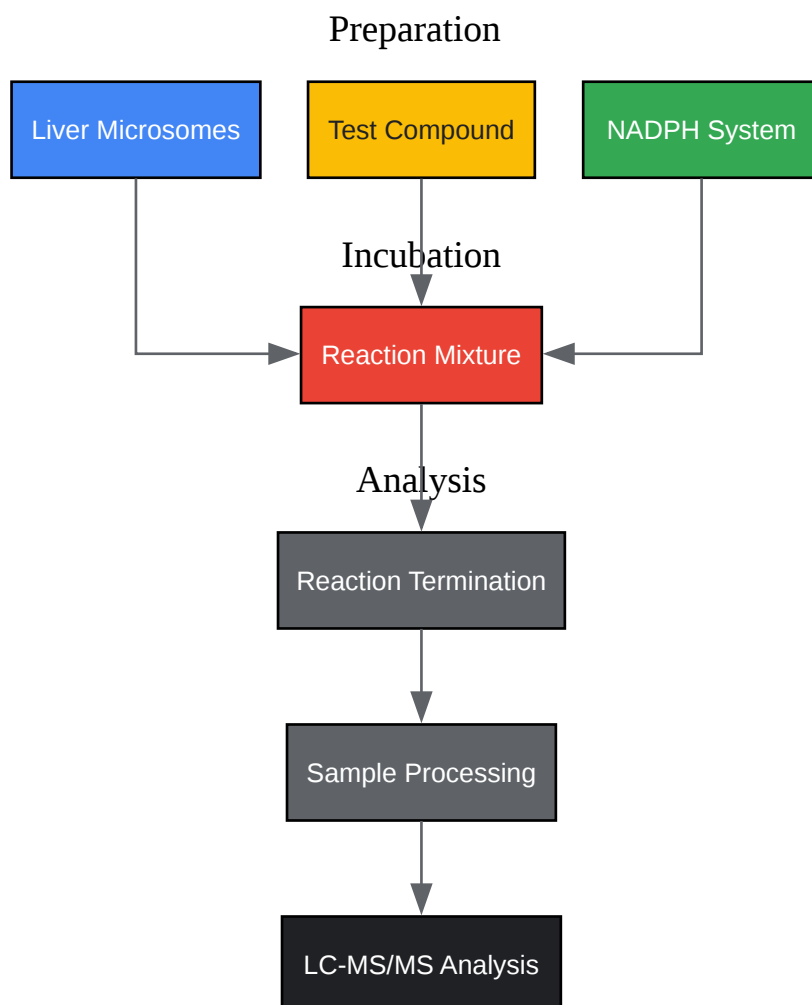 Preparation
Liver Microsomes
Test Compound
NADPH System
Incubation
Reaction Mixture
Analysis
Reaction Termination
Sample Processing
LC-MS/MS Analysis